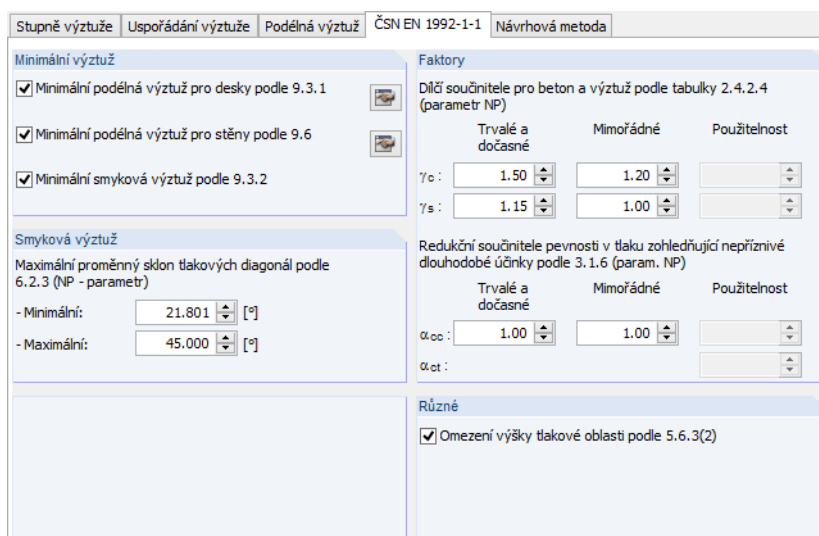 Stupně výztuže
Uspořádání výztuže
Podélná výztuž
ČSN EN 1992-1-1
Návrhová metoda
Minimální výztuž
Minimální podélná výztuž pro desky podle 9.3.1
Minimální podélná výztuž pro stěny podle 9.6
Minimální smyková výztuž podle 9.3.2
Smyková výztuž
Maximální proměnný sklon tlakových diagonál podle
6.2.3 (NP - parametr)
- Minimální: 21.801 [°]
- Maximální: 45.000 [°]
Faktory
Dílčí součinitele pro beton a výztuž podle tabulky 2.4.2.4
(parametr NP)
Trvalé a
dočasné
Mimořádné
Použitelnost
γc : 1.50 1.20
γs : 1.15 1.00
Redukční součinitele pevnosti v tlaku zohledňující nepříznivé
dlouhodobé účinky podle 3.1.6 (param. NP)
Trvalé a
dočasné
Mimořádné
Použitelnost
αcc : 1.00 1.00
αct :
Různé
Omezení výšky tlakové oblasti podle 5.6.3(2)